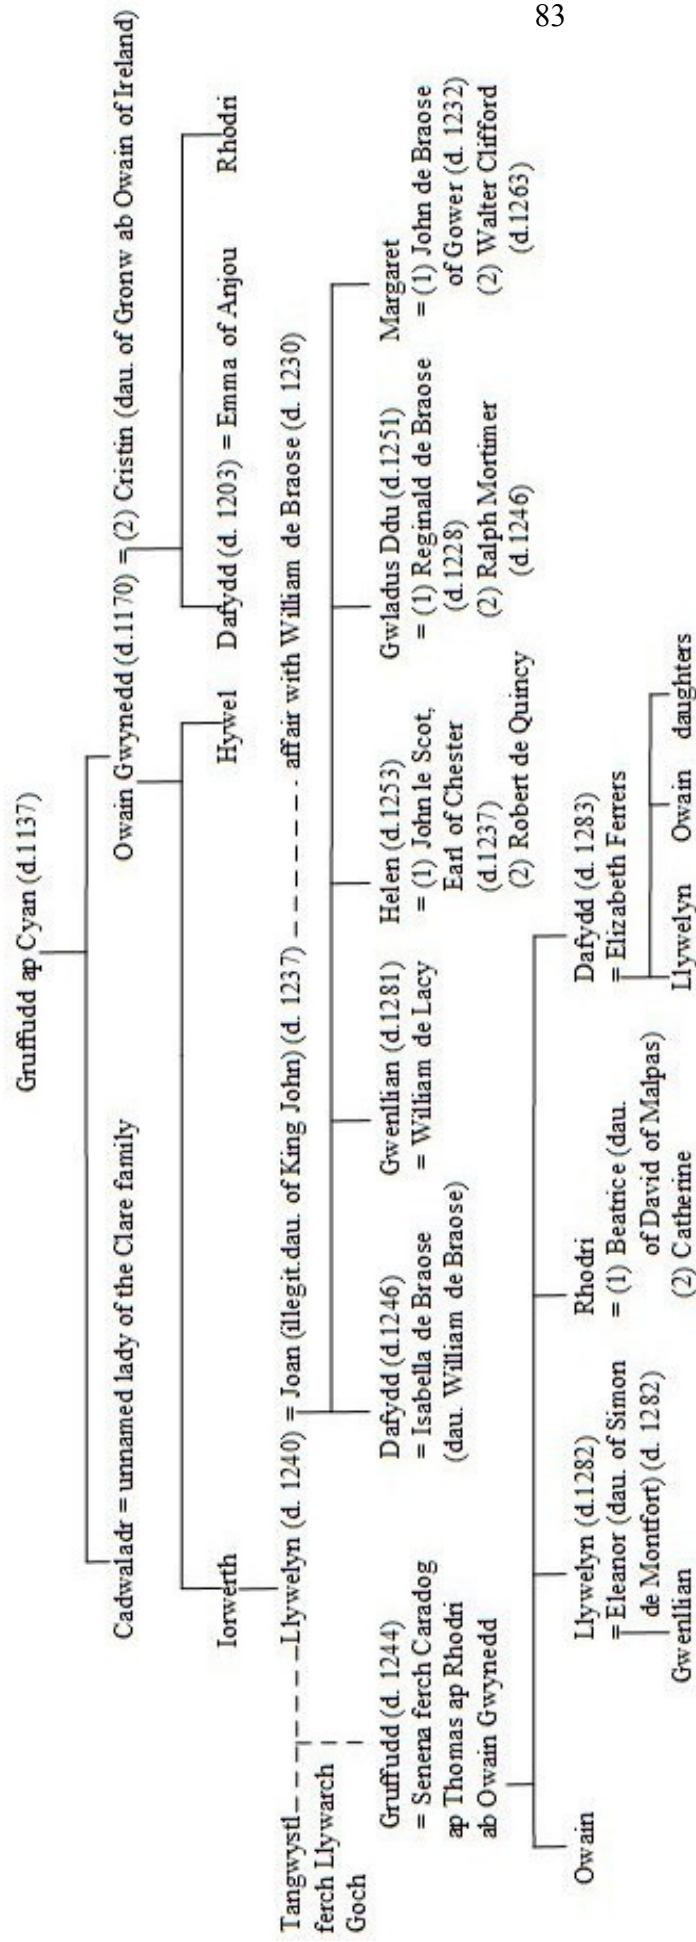 83
Gruffudd ap Cyan (d.1137)
Cadwaladr = unnamed lady of the Clare family
Owain Gwynedd (d.1170) = (2) Cristin (dau. of Gronw ab Owain of Ireland)
Iorwerth
Hywel
Dafydd (d. 1203) = Emma of Anjou
Rhodri
Tangwystl
ferch Llywarch
Goch
Llywelyn (d. 1240) = Joan (illegit.dau. of King John) (d. 1237)
affair with William de Braose (d. 1230)
Gruffudd (d. 1244)
= Senena ferch Caradog
ap Thomas ap Rhodri
ab Owain Gwynedd
Dafydd (d.1246)
= Isabella de Braose
(dau. William de Braose)
Gwenllian (d.1281)
= William de Lacy
Helen (d.1253)
= (1) John le Scot,
Earl of Chester
(d.1237)
(2) Robert de Quincy
Gwladus Ddu (d.1251)
= (1) Reginald de Braose
(d.1228)
(2) Ralph Mortimer
(d.1246)
Margaret
= (1) John de Braose
of Gower (d. 1232)
(2) Walter Clifford
(d.1263)
Owain
Llywelyn (d.1282)
= Eleanor (dau. of Simon
de Montfort) (d. 1282)
Gwenllian
Rhodri
= (1) Beatrice (dau.
of David of Malpas)
(2) Catherine
Dafydd (d. 1283)
= Elizabeth Ferrers
Llywelyn
Owain
daughters